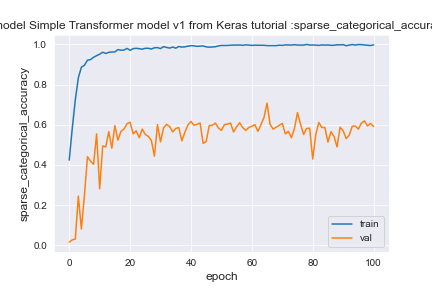 model Simple Transformer model v1 from Keras tutorial :sparse_categorical_accura
sparse_categorical_accuracy
1.0
0.8
0.6
0.4
0.2
0.0
0 20 40 60 80 100
epoch
train
val